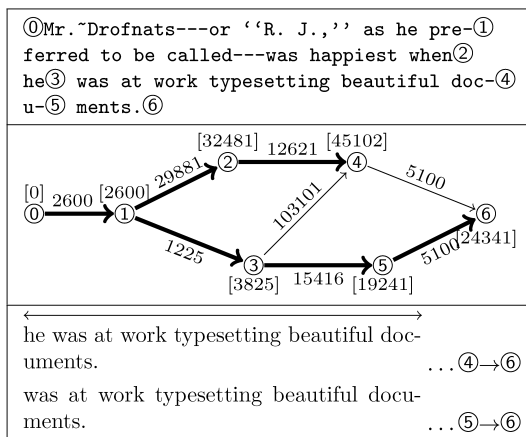 ⓪Mr.~Drofnats---or ‘‘R. J.,’’ as he pre-①
ferred to be called---was happiest when②
he③ was at work typesetting beautiful doc-④
u-⑤ ments.⑥
[32481] 12621 [45102]
29881 ② ④ 5100
[0] 2600 [2600] 103101
⓪ ① ⑥
1225 5100 [24341]
③ 15416 ⑤
[3825] [19241]
he was at work typesetting beautiful doc-
uments. ...④→⑥
was at work typesetting beautiful docu-
ments. ...⑤→⑥